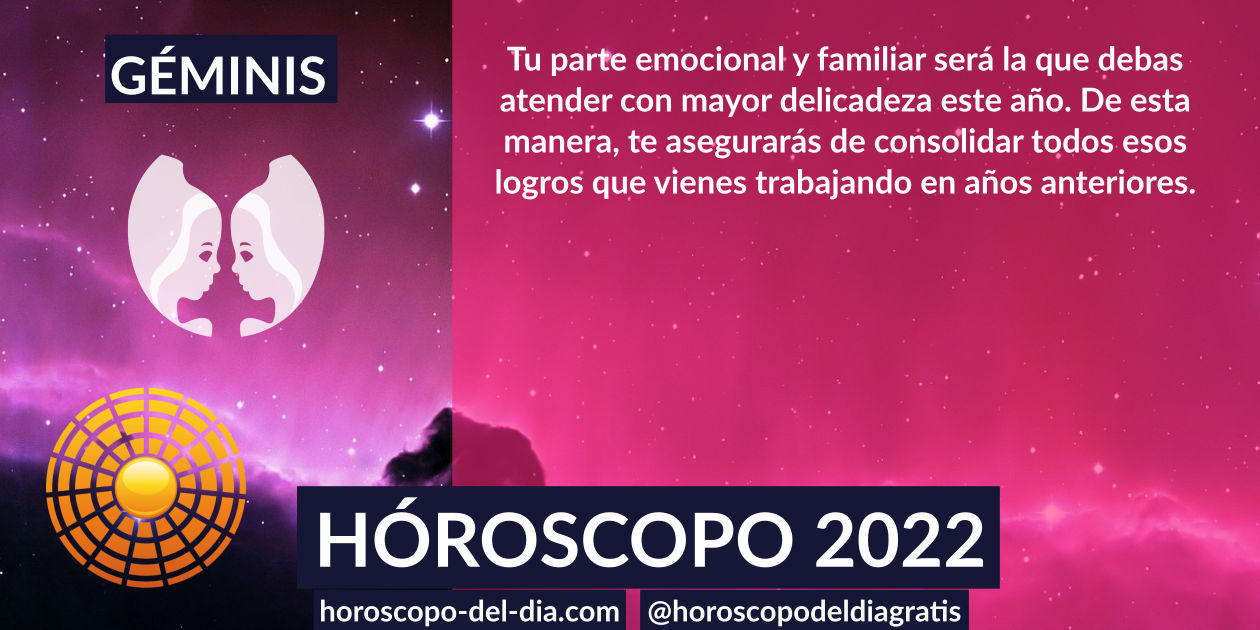 GÉMINIS
Tu parte emocional y familiar será la que debas
atender con mayor delicadeza este año. De esta
manera, te asegurarás de consolidar todos esos
logros que vienes trabajando en años anteriores.
HÓROSCOPO 2022
horoscopo-del-dia.com
@horoscopodeldiagratis